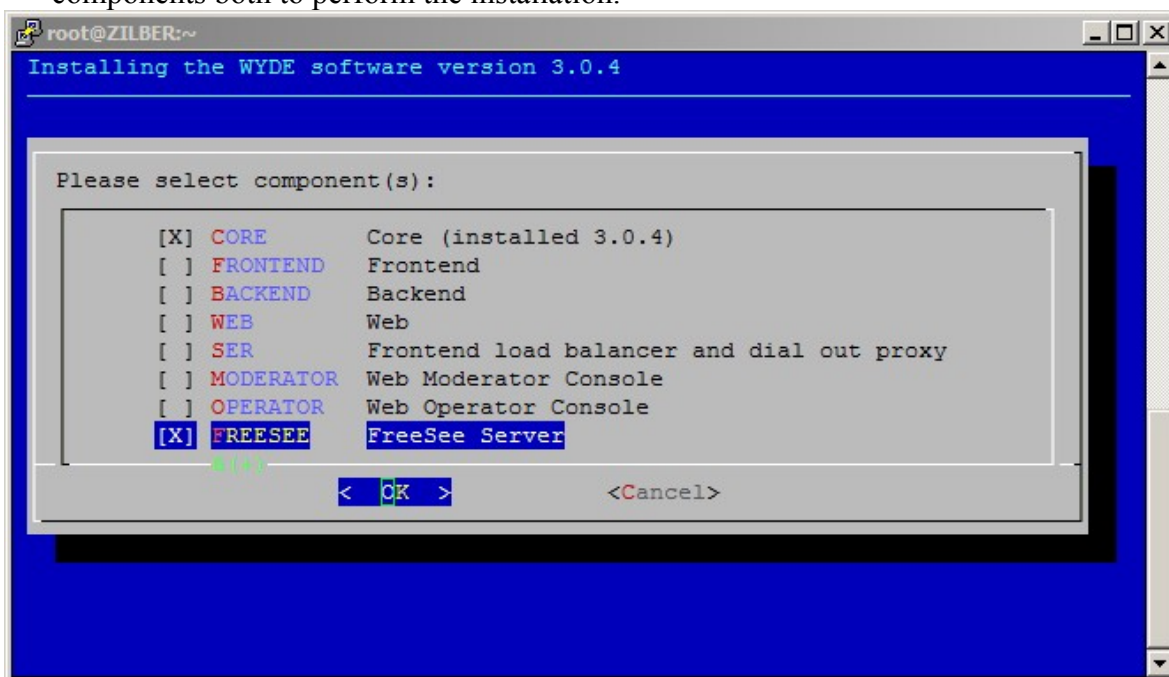 components both to perform the installation.
root@ZILBER:~
Installing the WYDE software version 3.0.4
Please select component(s):
[X] CORE Core (installed 3.0.4)
[ ] FRONTEND Frontend
[ ] BACKEND Backend
[ ] WEB Web
[ ] SER Frontend load balancer and dial out proxy
[ ] MODERATOR Web Moderator Console
[ ] OPERATOR Web Operator Console
[X] FREESEE FreeSee Server
< OK > <Cancel>